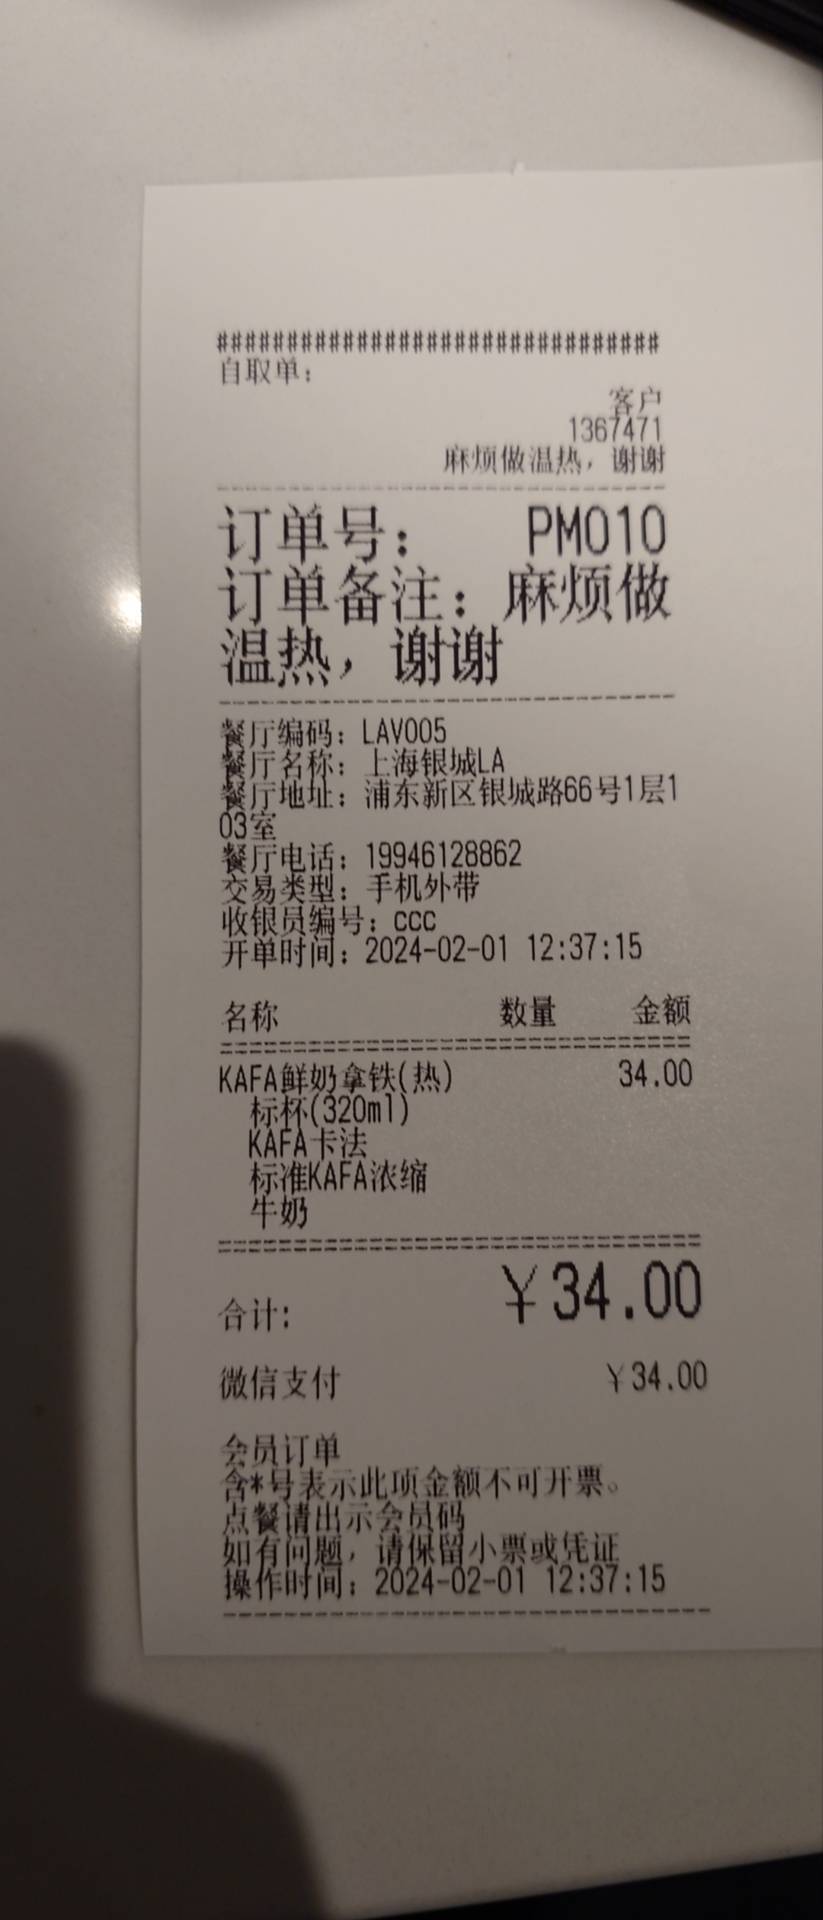 ################################
自取单：
客户
1367471
麻烦做温热，谢谢
订单号： PM010
订单备注：麻烦做
温热，谢谢
餐厅编码：LAV005
餐厅名称：上海银城LA
餐厅地址：浦东新区银城路66号1层1
03室
餐厅电话：19946128862
交易类型：手机外带
收银员编号：ccc
开单时间：2024-02-01 12:37:15
名称 数量 金额
KAFA鲜奶拿铁(热) 34.00
标杯(320ml)
KAFA卡法
标准KAFA浓缩
牛奶
合计: ￥34.00
微信支付 ￥34.00
会员订单
含*号表示此项金额不可开票。
点餐请出示会员码
如有问题，请保留小票或凭证
操作时间：2024-02-01 12:37:15